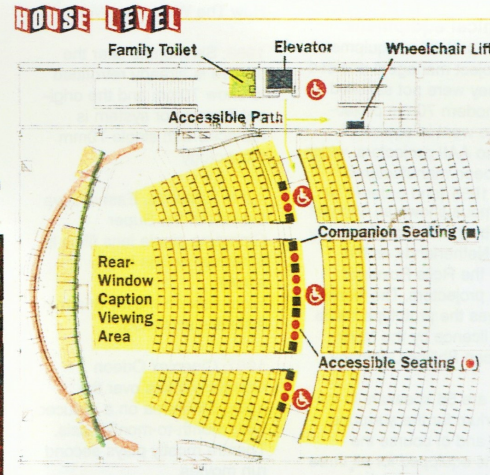 HOUSE LEVEL
Family Toilet
Elevator
Wheelchair Lift
Accessible Path
Companion Seating (■)
Rear-
Window
Caption
Viewing
Area
Accessible Seating (●)